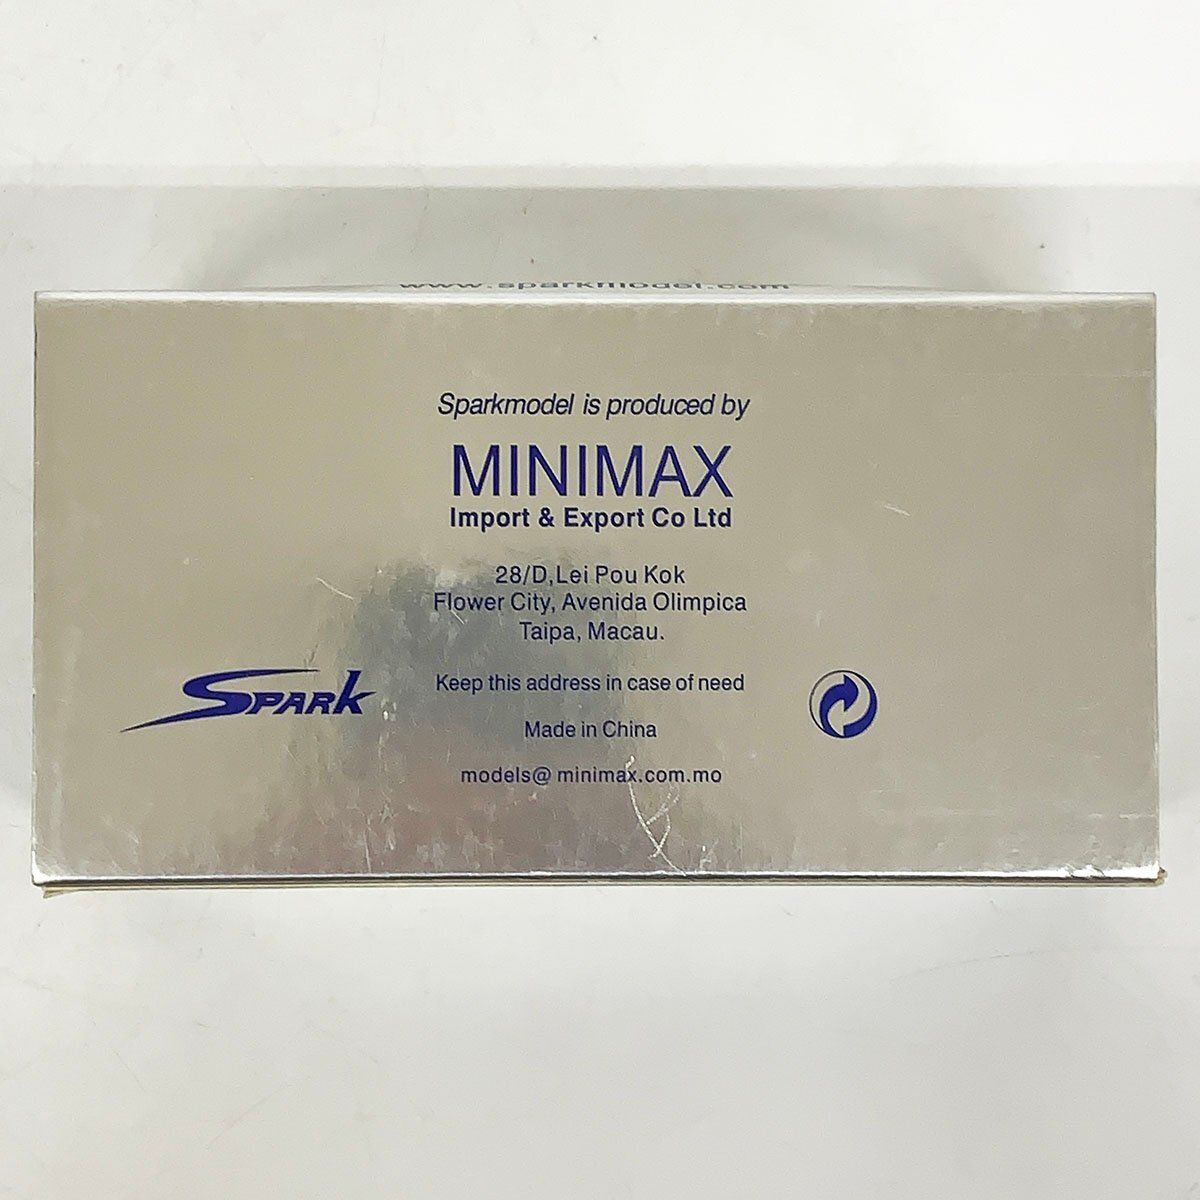 www.sparkmodel.com
Sparkmodel is produced by
MINIMAX
Import & Export Co Ltd
28/D,Lei Pou Kok
Flower City, Avenida Olimpica
Taipa, Macau.
SPARK
Keep this address in case of need
Made in China
models@ minimax.com.mo